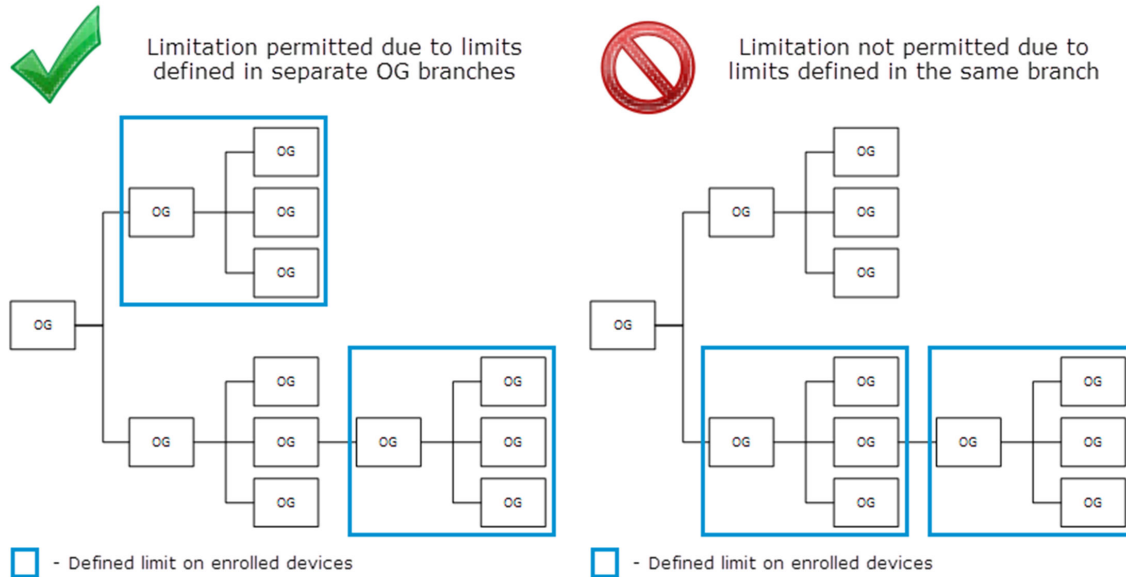 Limitation permitted due to limits
defined in separate OG branches
OG
OG
OG
OG
OG
OG
OG
OG
OG
OG
OG
OG
OG
- Defined limit on enrolled devices
Limitation not permitted due to
limits defined in the same branch
OG
OG
OG
OG
OG
OG
OG
OG
OG
OG
OG
OG
OG
- Defined limit on enrolled devices